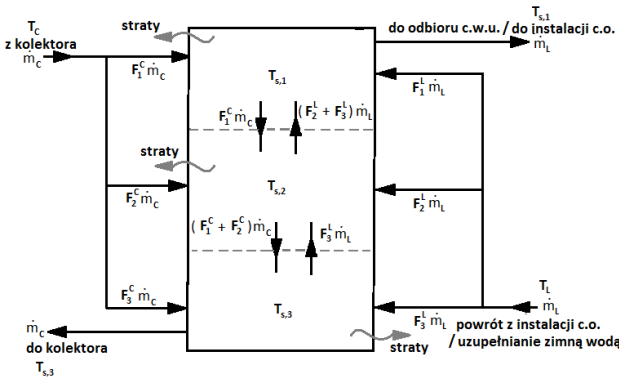 T_C
z kolektora
ṁ_C
straty
T_s,1
do odbioru c.w.u. / do instalacji c.o.
ṁ_L
F_1^C ṁ_C
T_s,1
F_1^L ṁ_L
F_1^C ṁ_C
(F_2^L + F_3^L) ṁ_L
straty
T_s,2
F_2^C ṁ_C
F_2^L ṁ_L
(F_1^C + F_2^C) ṁ_C
F_3^L ṁ_L
F_3^C ṁ_C
T_s,3
T_L
ṁ_L
F_3^L ṁ_L
powrót z instalacji c.o.
/ uzupełnianie zimną wodą
ṁ_C
do kolektora
T_s,3
straty